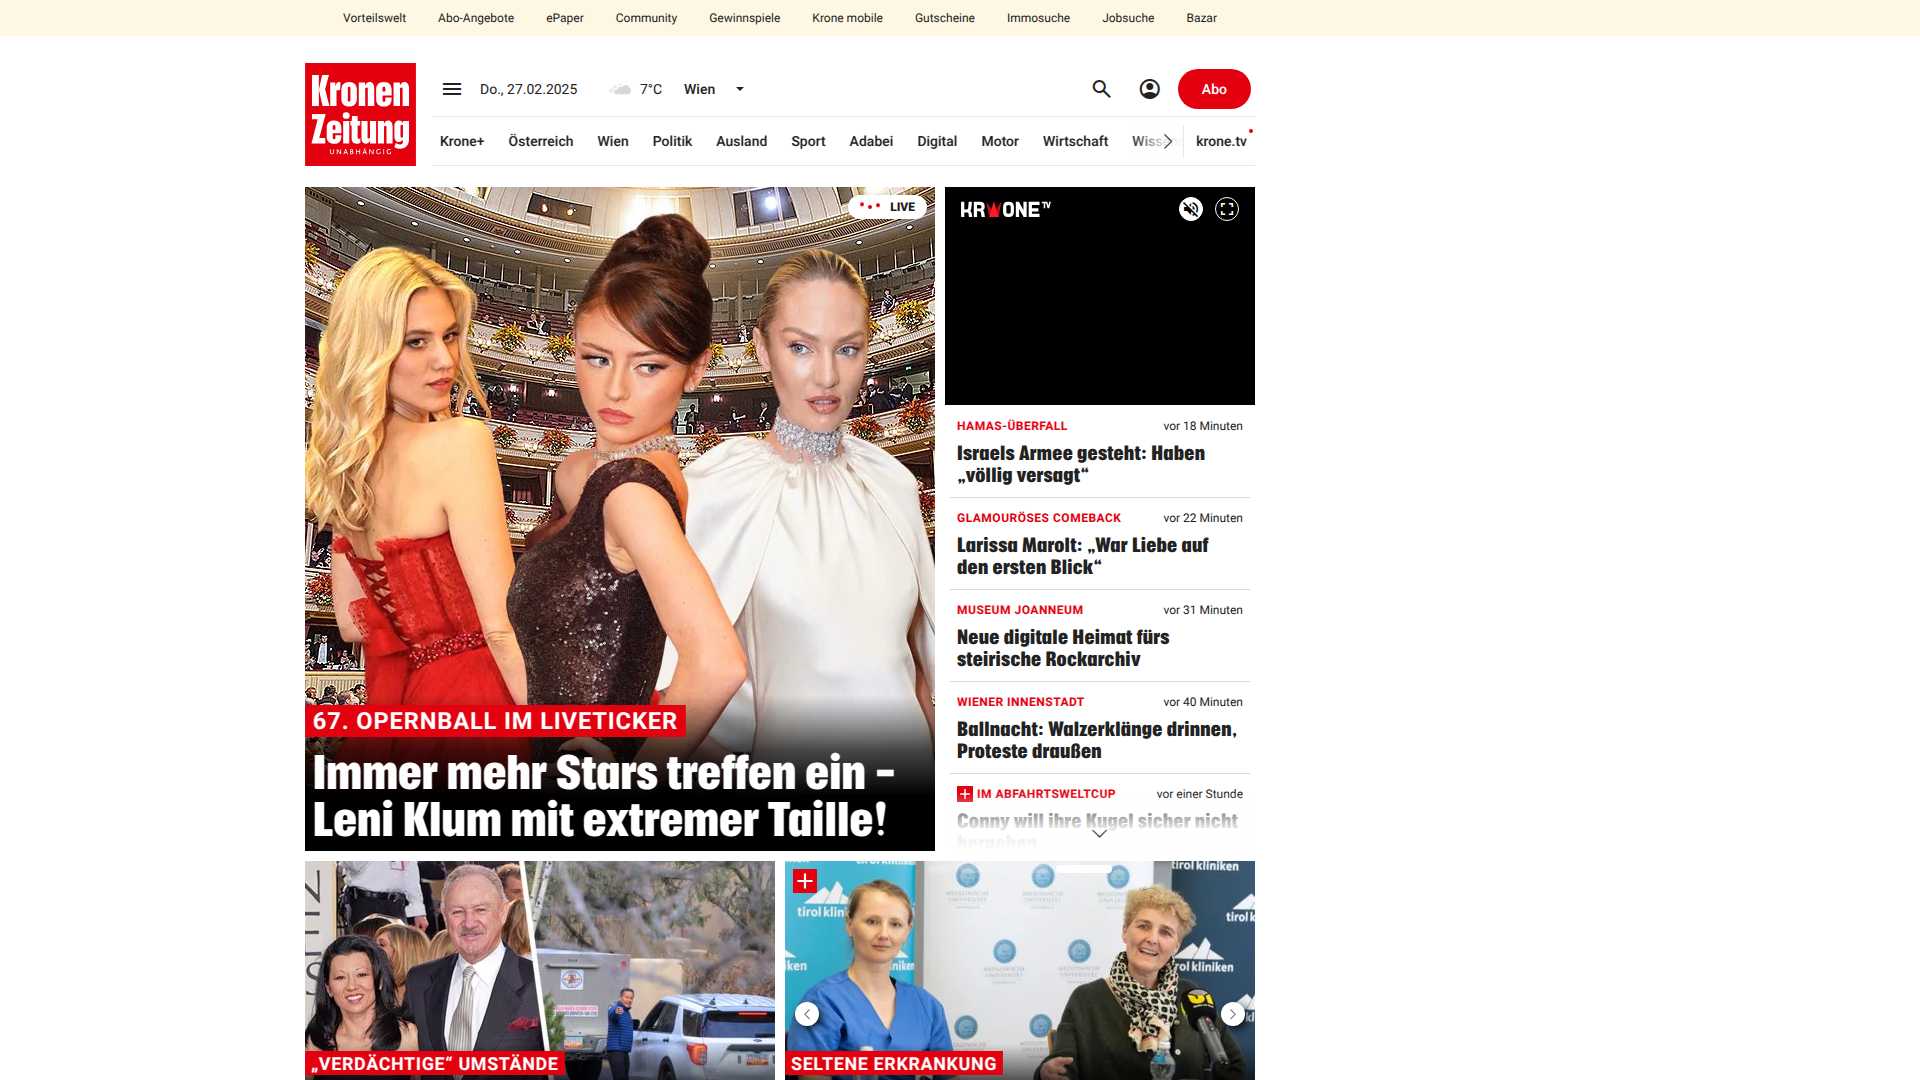 Vorteilswelt
Abo-Angebote
ePaper
Community
Gewinnspiele
Krone mobile
Gutscheine
Immosuche
Jobsuche
Bazar
Kronen
Zeitung
UNABHÄNGIG
Do., 27.02.2025
7°C
Wien
Abo
Krone+
Österreich
Wien
Politik
Ausland
Sport
Adabei
Digital
Motor
Wirtschaft
krone.tv
LIVE
67. OPERNBALL IM LIVETICKER
Immer mehr Stars treffen ein –
Leni Klum mit extremer Taille!
KRONE TV
HAMAS-ÜBERFALL
vor 18 Minuten
Israels Armee gesteht: Haben
„völlig versagt“
GLAMOURÖSES COMEBACK
vor 22 Minuten
Larissa Marolt: „War Liebe auf
den ersten Blick“
MUSEUM JOANNEUM
vor 31 Minuten
Neue digitale Heimat fürs
steirische Rockarchiv
WIENER INNENSTADT
vor 40 Minuten
Ballnacht: Walzerklänge drinnen,
Proteste draußen
IM ABFAHRTSWELTCUP
vor einer Stunde
Conny will ihre Kugel sicher nicht
„VERDÄCHTIGE“ UMSTÄNDE
tirol kliniken
SELTENE ERKRANKUNG